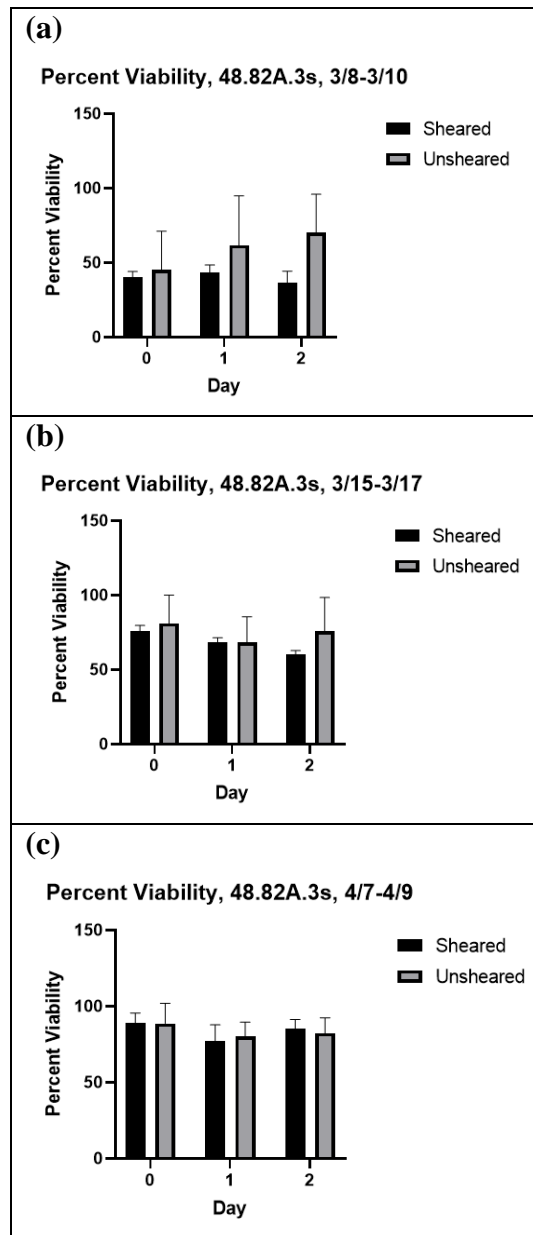 (a)
Percent Viability, 48.82A.3s, 3/8-3/10
150
100
50
0
Percent Viability
0 1 2
Day
Sheared
Unsheared
(b)
Percent Viability, 48.82A.3s, 3/15-3/17
150
100
50
0
Percent Viability
0 1 2
Day
Sheared
Unsheared
(c)
Percent Viability, 48.82A.3s, 4/7-4/9
150
100
50
0
Percent Viability
0 1 2
Day
Sheared
Unsheared